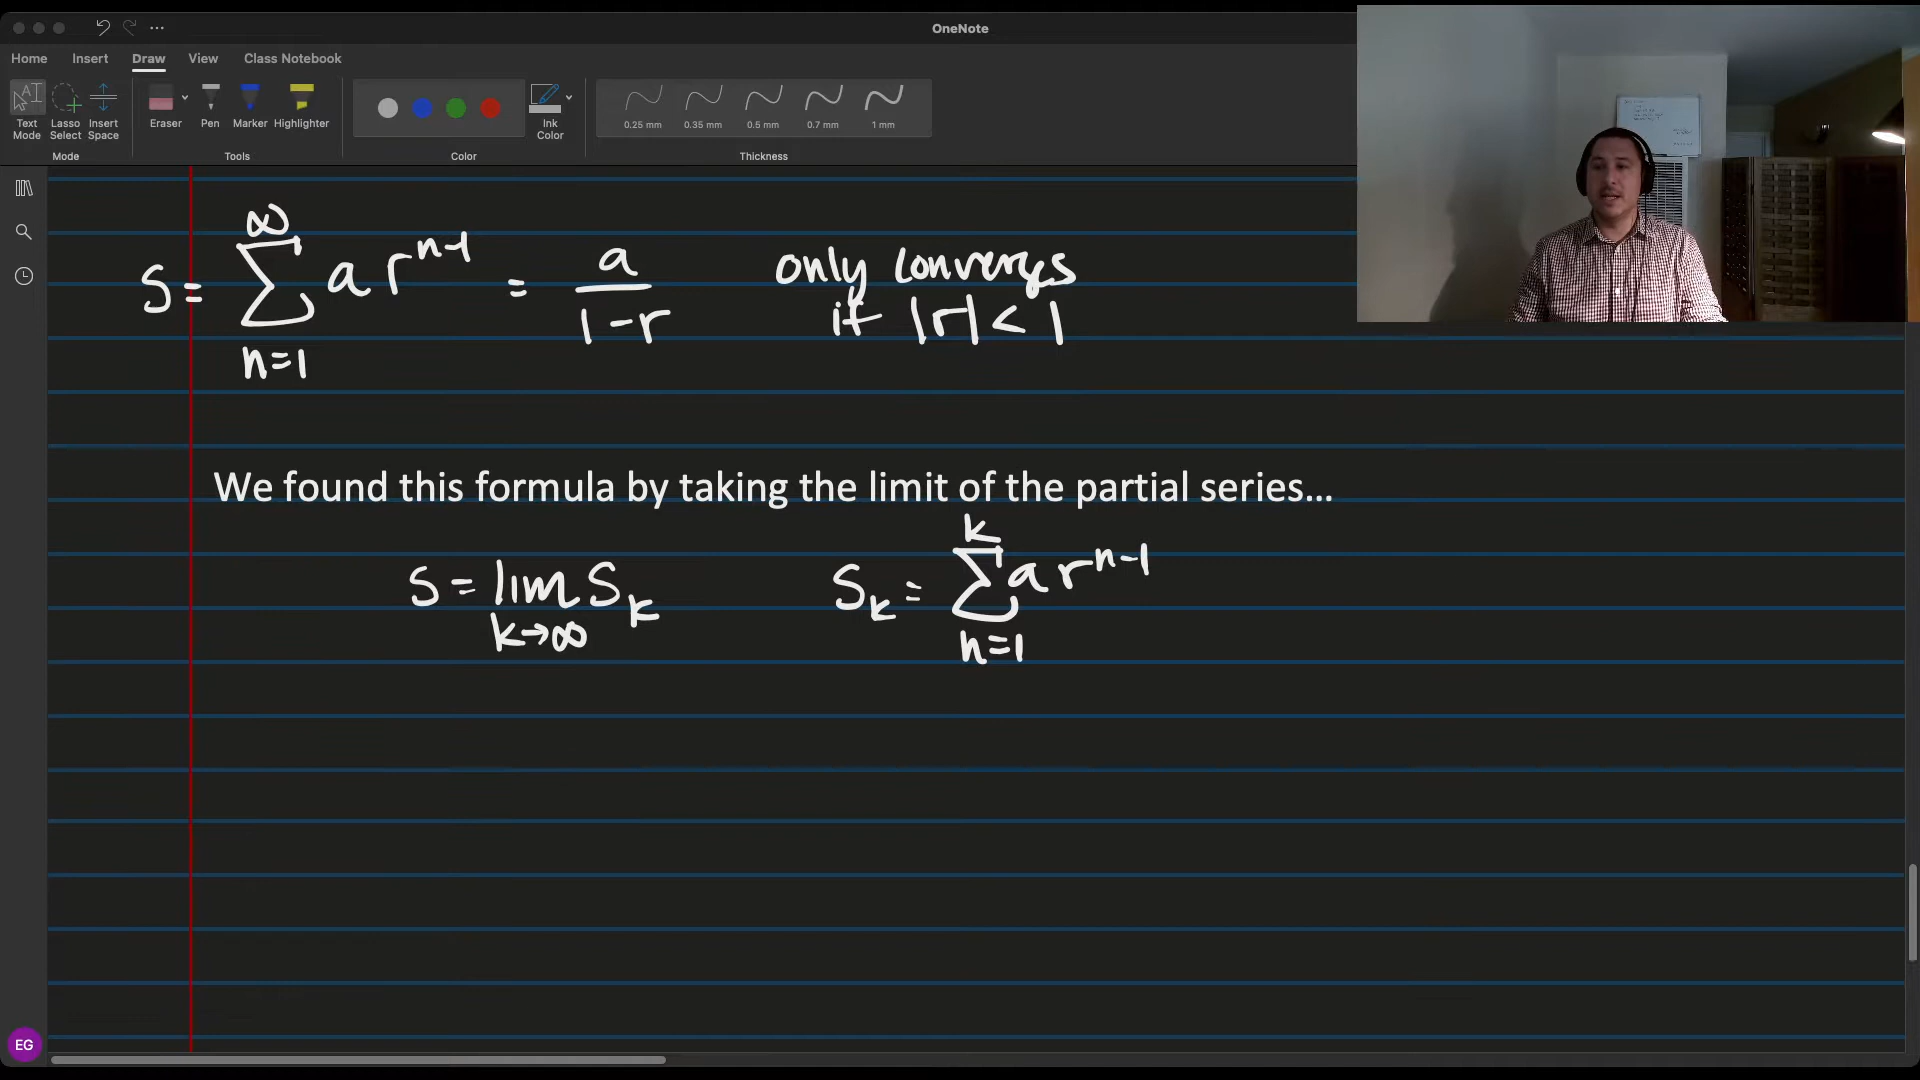 OneNote
Home Insert Draw View Class Notebook
Text Mode
Lasso Select
Insert Space
Eraser
Pen
Marker
Highlighter
Ink Color
0.25 mm 0.35 mm 0.5 mm 0.7 mm 1 mm
Mode Tools Color Thickness
S = ∞ ∑ n=1 a r^(n-1) = a / (1-r) only converges if |r| < 1
We found this formula by taking the limit of the partial series...
S = lim k→∞ S_k
S_k = k ∑ n=1 a r^(n-1)
EG